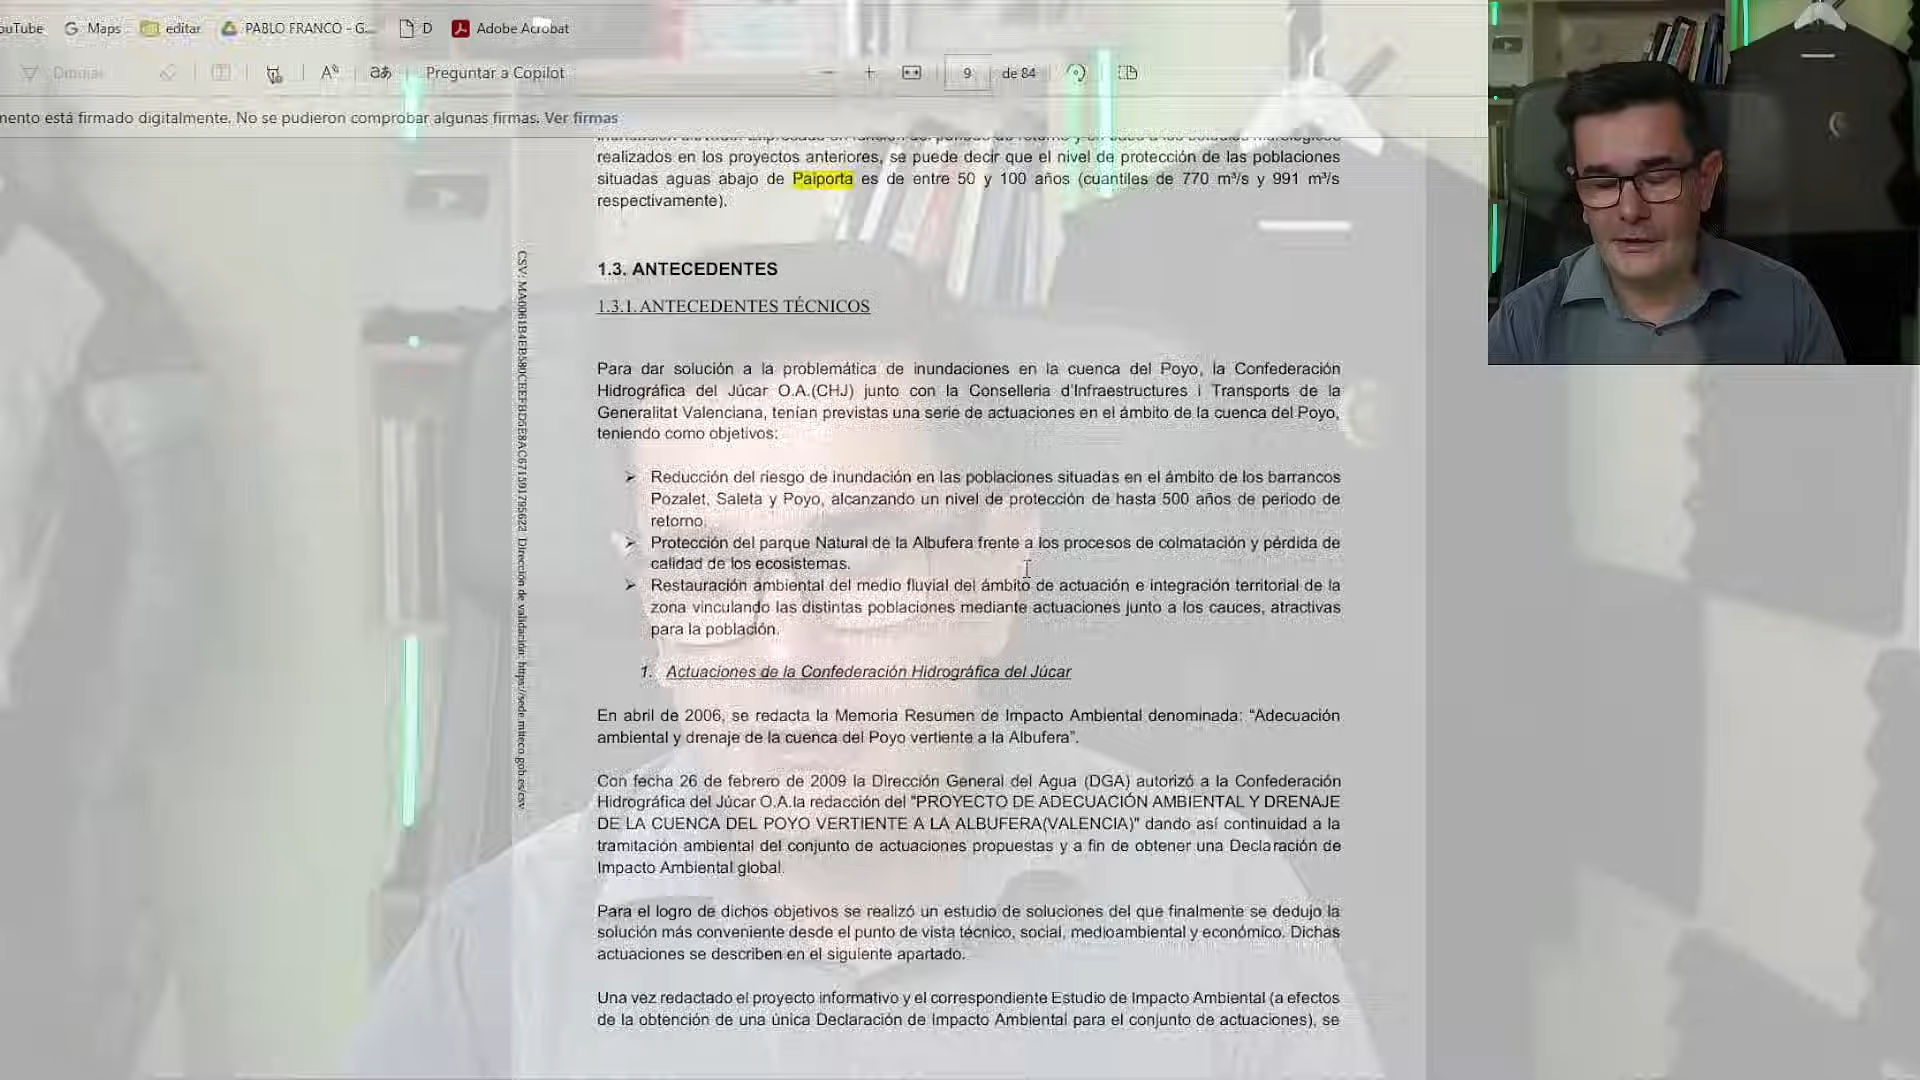 ouTube Maps editar PABLO FRANCO - G... D Adobe Acrobat
Dibujar aあ Preguntar a Copilot − + 9 de 84
mento está firmado digitalmente. No se pudieron comprobar algunas firmas. Ver firmas
realizados en los proyectos anteriores, se puede decir que el nivel de protección de las poblaciones
situadas aguas abajo de Paiporta es de entre 50 y 100 años (cuantiles de 770 m³/s y 991 m³/s
respectivamente).
1.3. ANTECEDENTES
1.3.1. ANTECEDENTES TÉCNICOS
Para dar solución a la problemática de inundaciones en la cuenca del Poyo, la Confederación
Hidrográfica del Júcar O.A.(CHJ) junto con la Conselleria d'Infraestructures i Transports de la
Generalitat Valenciana, tenían previstas una serie de actuaciones en el ámbito de la cuenca del Poyo,
teniendo como objetivos:
➢ Reducción del riesgo de inundación en las poblaciones situadas en el ámbito de los barrancos
Pozalet, Saleta y Poyo, alcanzando un nivel de protección de hasta 500 años de periodo de
retorno.
➢ Protección del parque Natural de la Albufera frente a los procesos de colmatación y pérdida de
calidad de los ecosistemas.
➢ Restauración ambiental del medio fluvial del ámbito de actuación e integración territorial de la
zona vinculando las distintas poblaciones mediante actuaciones junto a los cauces, atractivas
para la población.
1. Actuaciones de la Confederación Hidrográfica del Júcar
En abril de 2006, se redacta la Memoria Resumen de Impacto Ambiental denominada: “Adecuación
ambiental y drenaje de la cuenca del Poyo vertiente a la Albufera”.
Con fecha 26 de febrero de 2009 la Dirección General del Agua (DGA) autorizó a la Confederación
Hidrográfica del Júcar O.A.la redacción del "PROYECTO DE ADECUACIÓN AMBIENTAL Y DRENAJE
DE LA CUENCA DEL POYO VERTIENTE A LA ALBUFERA(VALENCIA)" dando así continuidad a la
tramitación ambiental del conjunto de actuaciones propuestas y a fin de obtener una Declaración de
Impacto Ambiental global.
Para el logro de dichos objetivos se realizó un estudio de soluciones del que finalmente se dedujo la
solución más conveniente desde el punto de vista técnico, social, medioambiental y económico. Dichas
actuaciones se describen en el siguiente apartado.
Una vez redactado el proyecto informativo y el correspondiente Estudio de Impacto Ambiental (a efectos
de la obtención de una única Declaración de Impacto Ambiental para el conjunto de actuaciones), se
Dirección de validación: https://sede.miteco.gob.es/csv